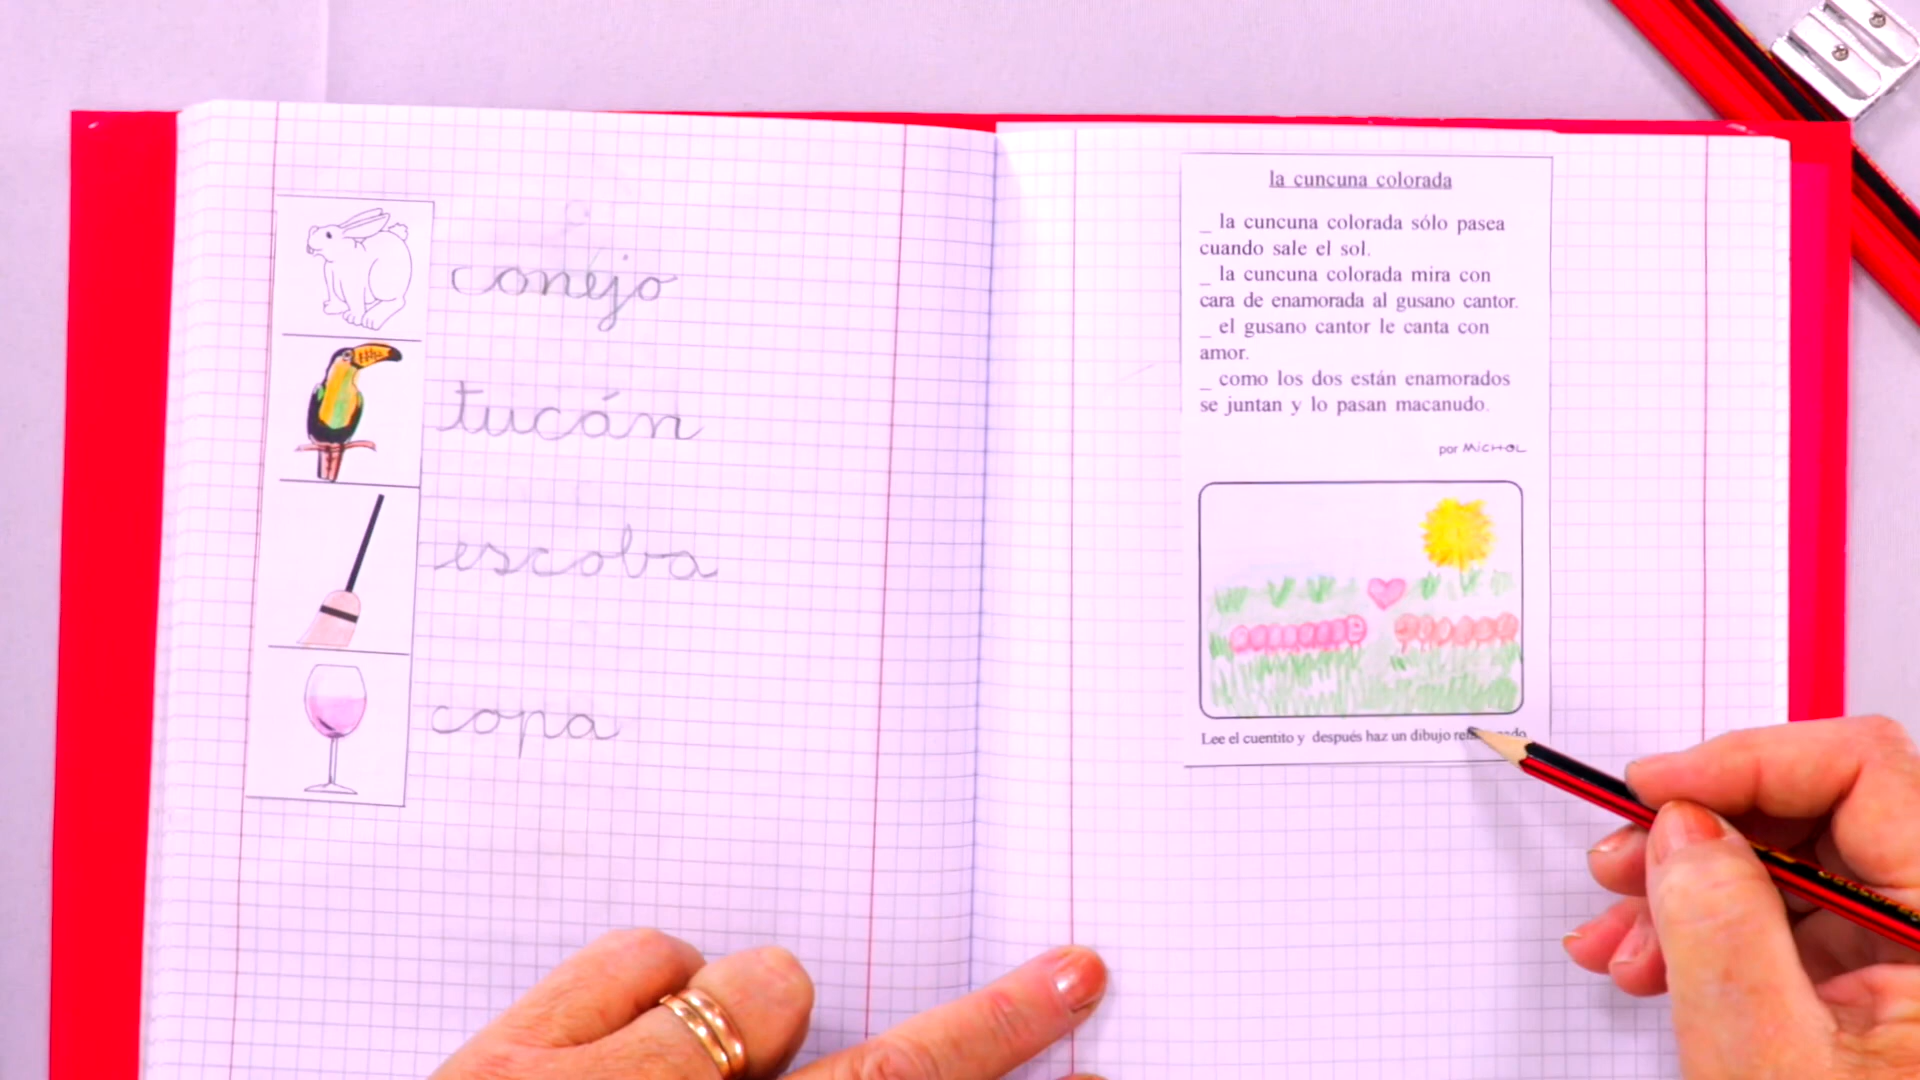 conejo
tucán
escoba
copa
la cuncuna colorada
_ la cuncuna colorada sólo pasea
cuando sale el sol.
_ la cuncuna colorada mira con
cara de enamorada al gusano cantor.
_ el gusano cantor le canta con
amor.
_ como los dos están enamorados
se juntan y lo pasan macanudo.
por MICHOL
Lee el cuentito y después haz un dibujo